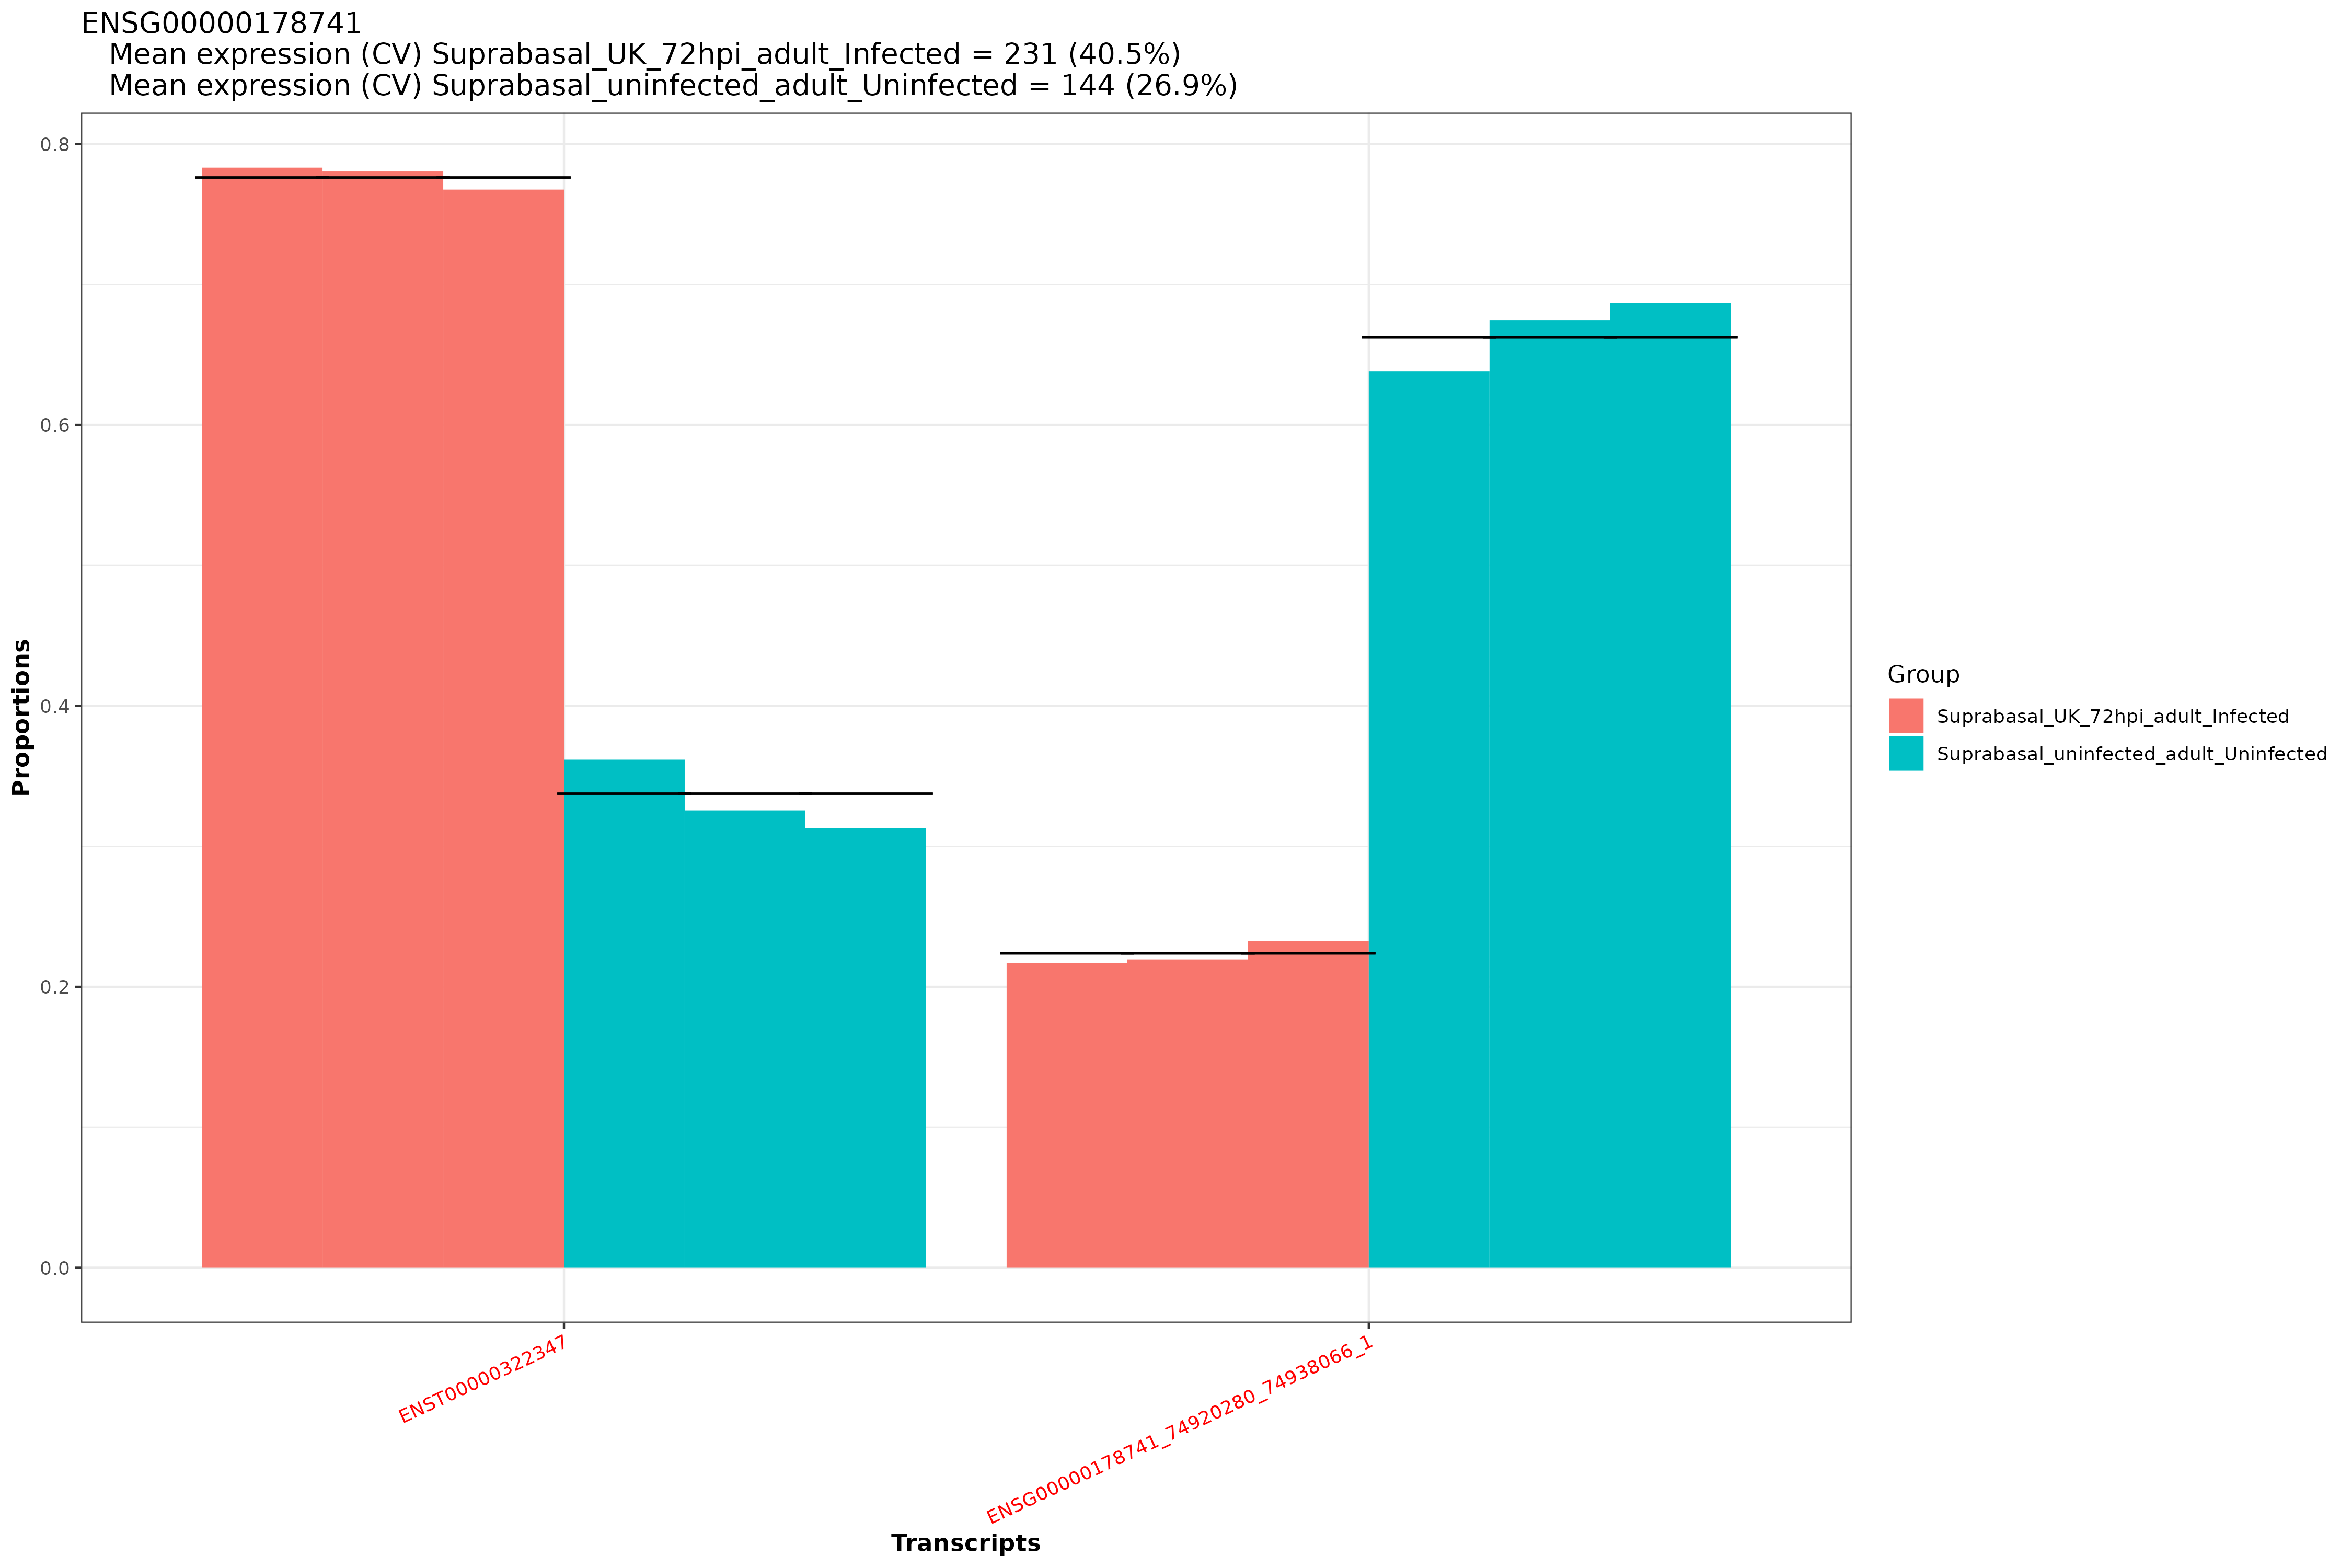 ENSG00000178741
Mean expression (CV) Suprabasal_UK_72hpi_adult_Infected = 231 (40.5%)
Mean expression (CV) Suprabasal_uninfected_adult_Uninfected = 144 (26.9%)
0.8
0.6
0.4
0.2
0.0
Proportions
Group
Suprabasal_UK_72hpi_adult_Infected
Suprabasal_uninfected_adult_Uninfected
ENST00000322347
ENSG00000178741_74920280_74938066_1
Transcripts